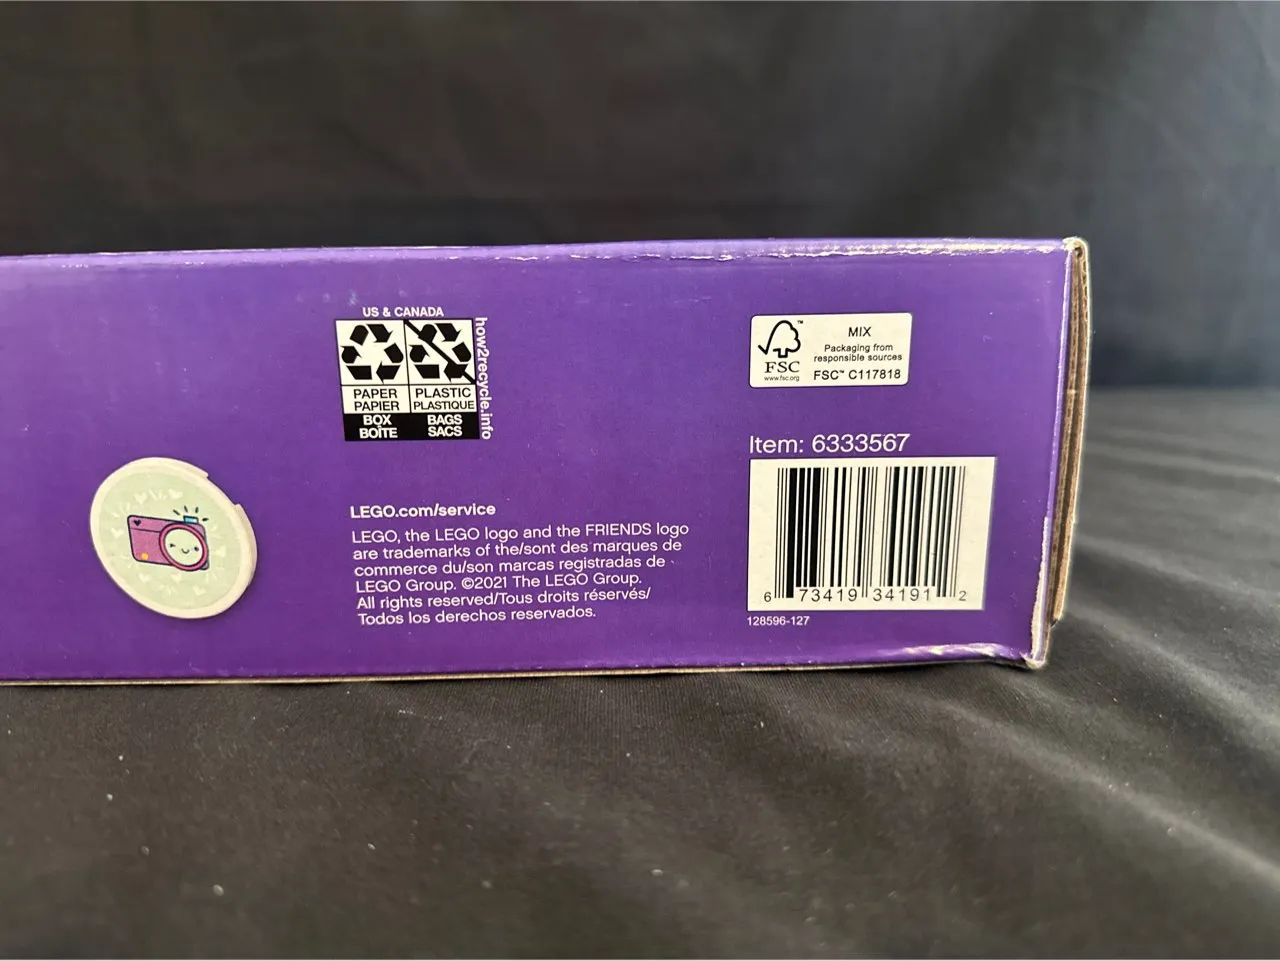 US & CANADA
PAPER
PAPIER
PLASTIC
PLASTIQUE
BOX
BOÎTE
BAGS
SACS
how2recycle.info
LEGO.com/service
LEGO, the LEGO logo and the FRIENDS logo
are trademarks of the/sont des marques de
commerce du/son marcas registradas de
LEGO Group. ©2021 The LEGO Group.
All rights reserved/Tous droits réservés/
Todos los derechos reservados.
FSC™
www.fsc.org
MIX
Packaging from
responsible sources
FSC™ C117818
Item: 6333567
6 73419 34191 2
128596-127